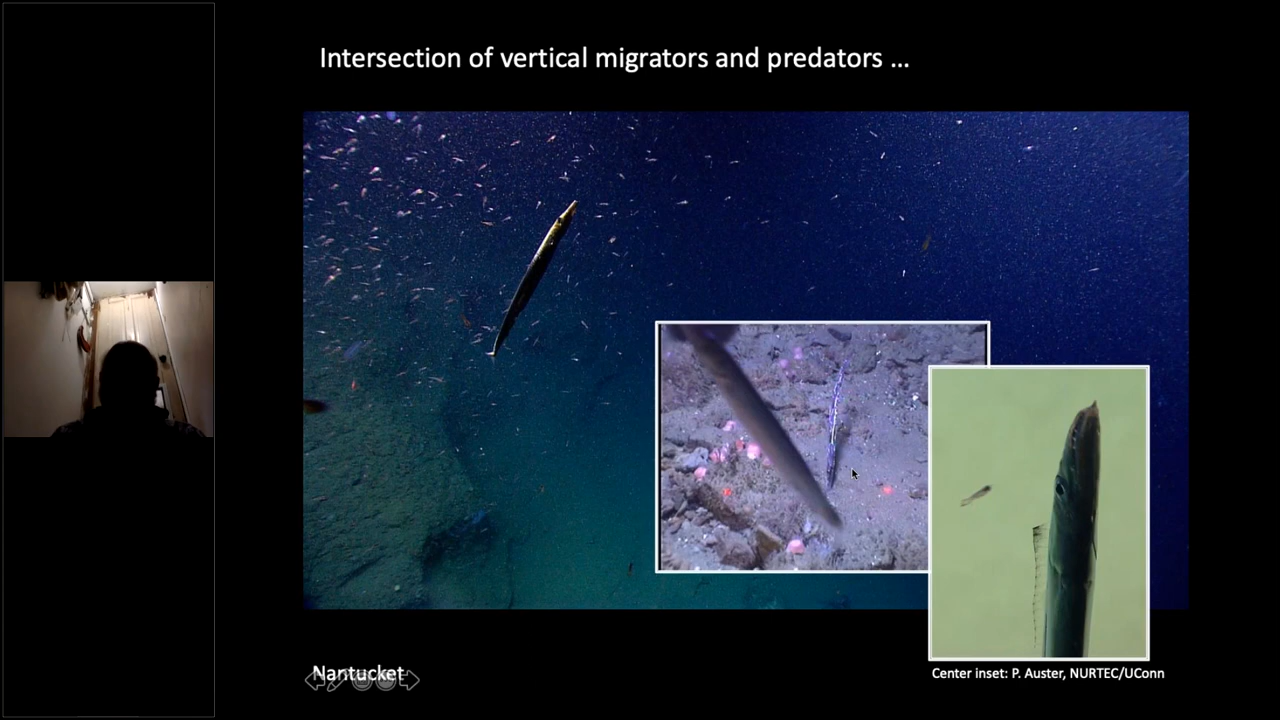 Intersection of vertical migrators and predators ...
Nantucket
Center inset: P. Auster, NURTEC/UConn